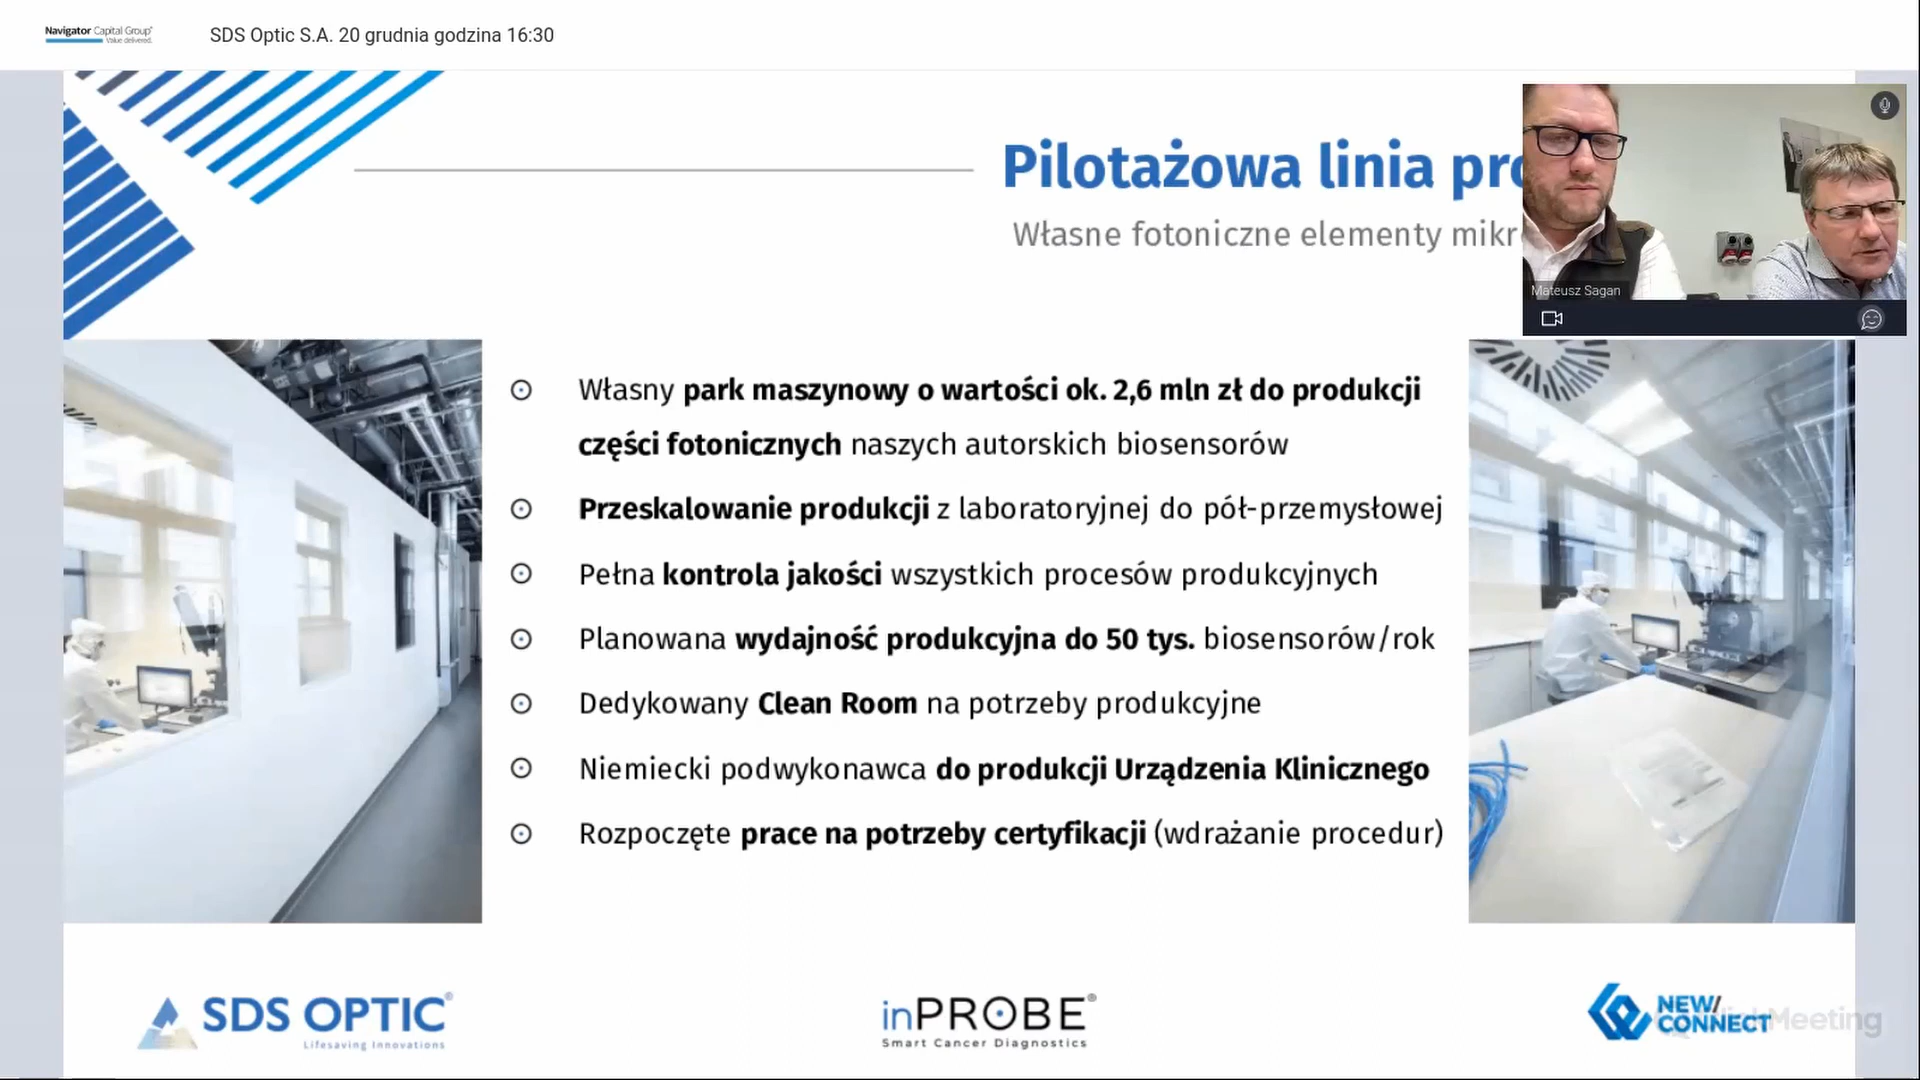 Navigator Capital Group
Value delivered.
SDS Optic S.A. 20 grudnia godzina 16:30
Pilotażowa linia pro
Własne fotoniczne elementy mikr
Mateusz Sagan
Własny park maszynowy o wartości ok. 2,6 mln zł do produkcji
części fotonicznych naszych autorskich biosensorów
Przeskalowanie produkcji z laboratoryjnej do pół-przemysłowej
Pełna kontrola jakości wszystkich procesów produkcyjnych
Planowana wydajność produkcyjna do 50 tys. biosensorów/rok
Dedykowany Clean Room na potrzeby produkcyjne
Niemiecki podwykonawca do produkcji Urządzenia Klinicznego
Rozpoczęte prace na potrzeby certyfikacji (wdrażanie procedur)
SDS OPTIC®
Lifesaving Innovations
inPROBE®
Smart Cancer Diagnostics
NEW
CONNECT
Meeting